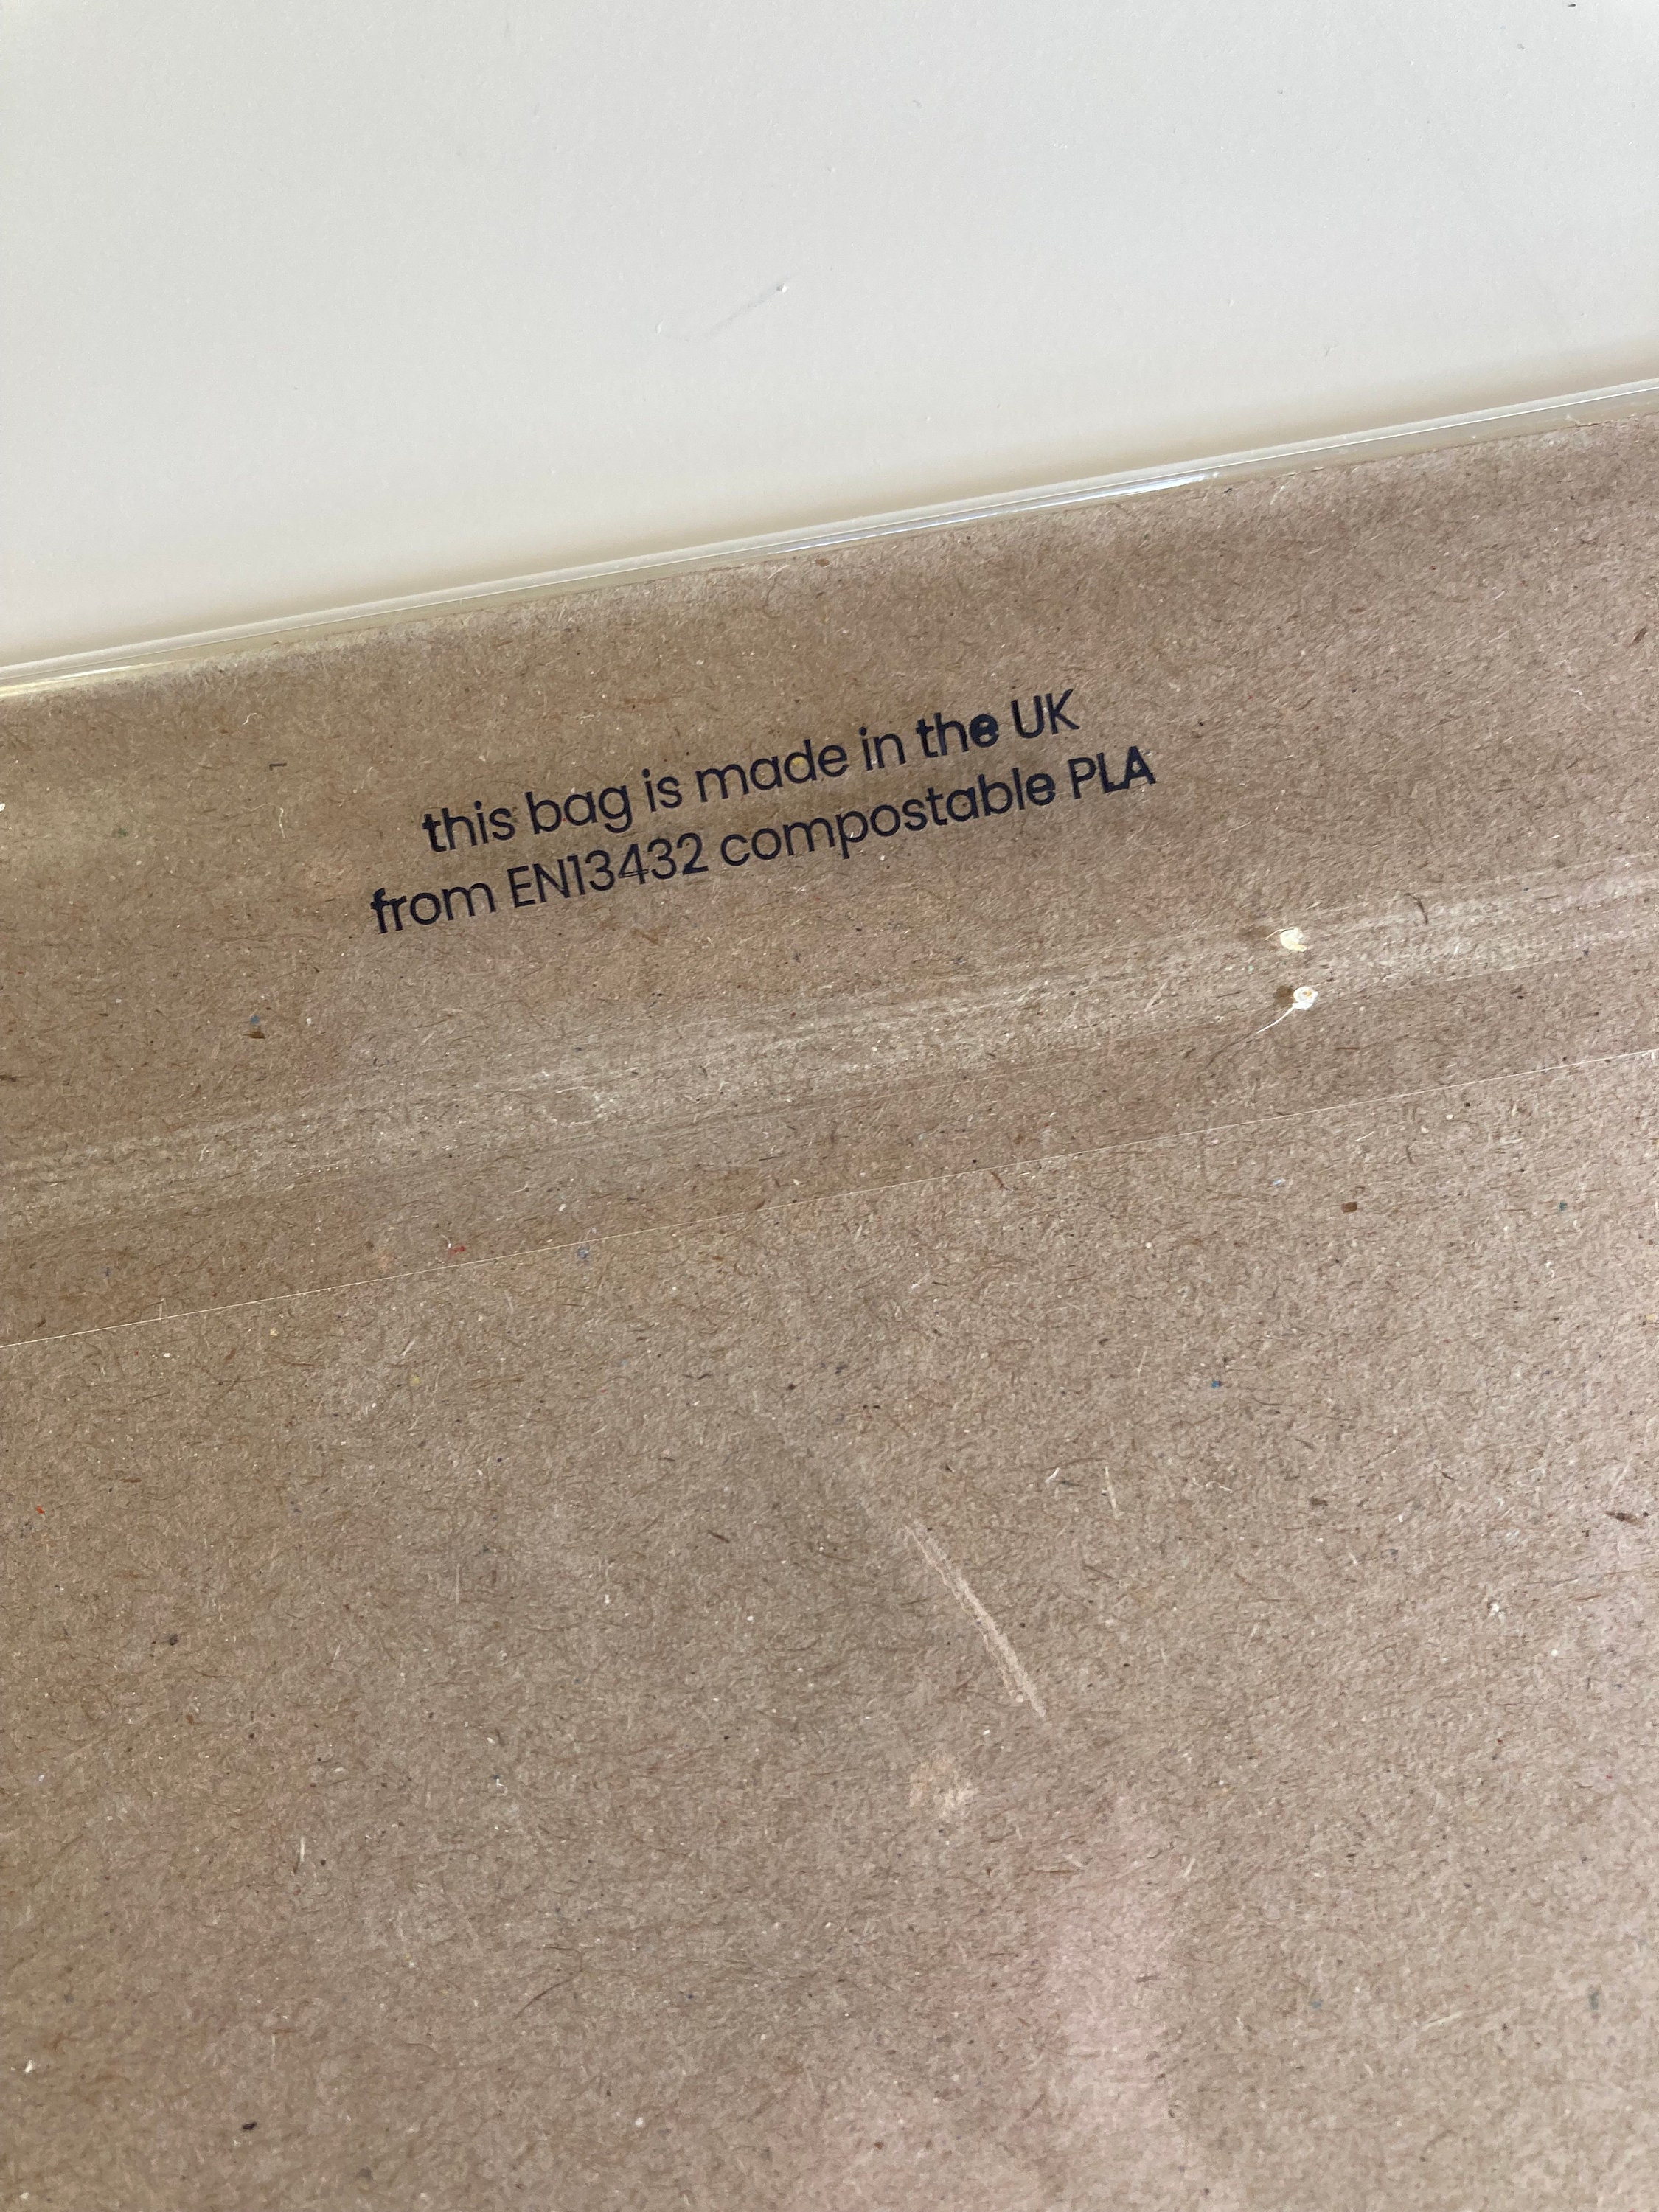 this bag is made in the UK
from EN13432 compostable PLA